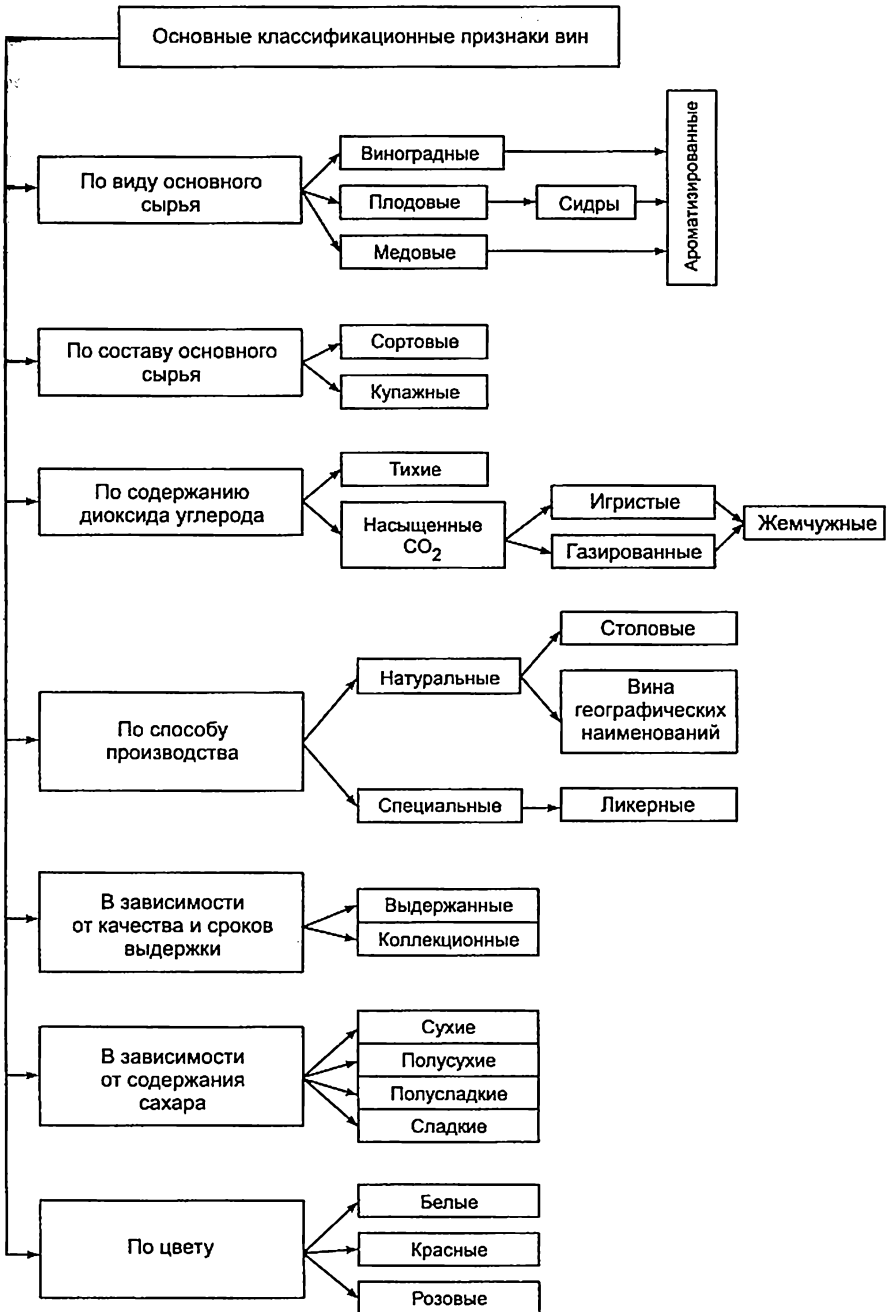 Основные классификационные признаки вин
По виду основного
сырья
Виноградные
Плодовые
Сидры
Медовые
Ароматизированные
По составу основного
сырья
Сортовые
Купажные
По содержанию
диоксида углерода
Тихие
Насыщенные
CO2
Игристые
Газированные
Жемчужные
По способу
производства
Натуральные
Столовые
Вина
географических
наименований
Специальные
Ликерные
В зависимости
от качества и сроков
выдержки
Выдержанные
Коллекционные
В зависимости
от содержания
сахара
Сухие
Полусухие
Полусладкие
Сладкие
По цвету
Белые
Красные
Розовые